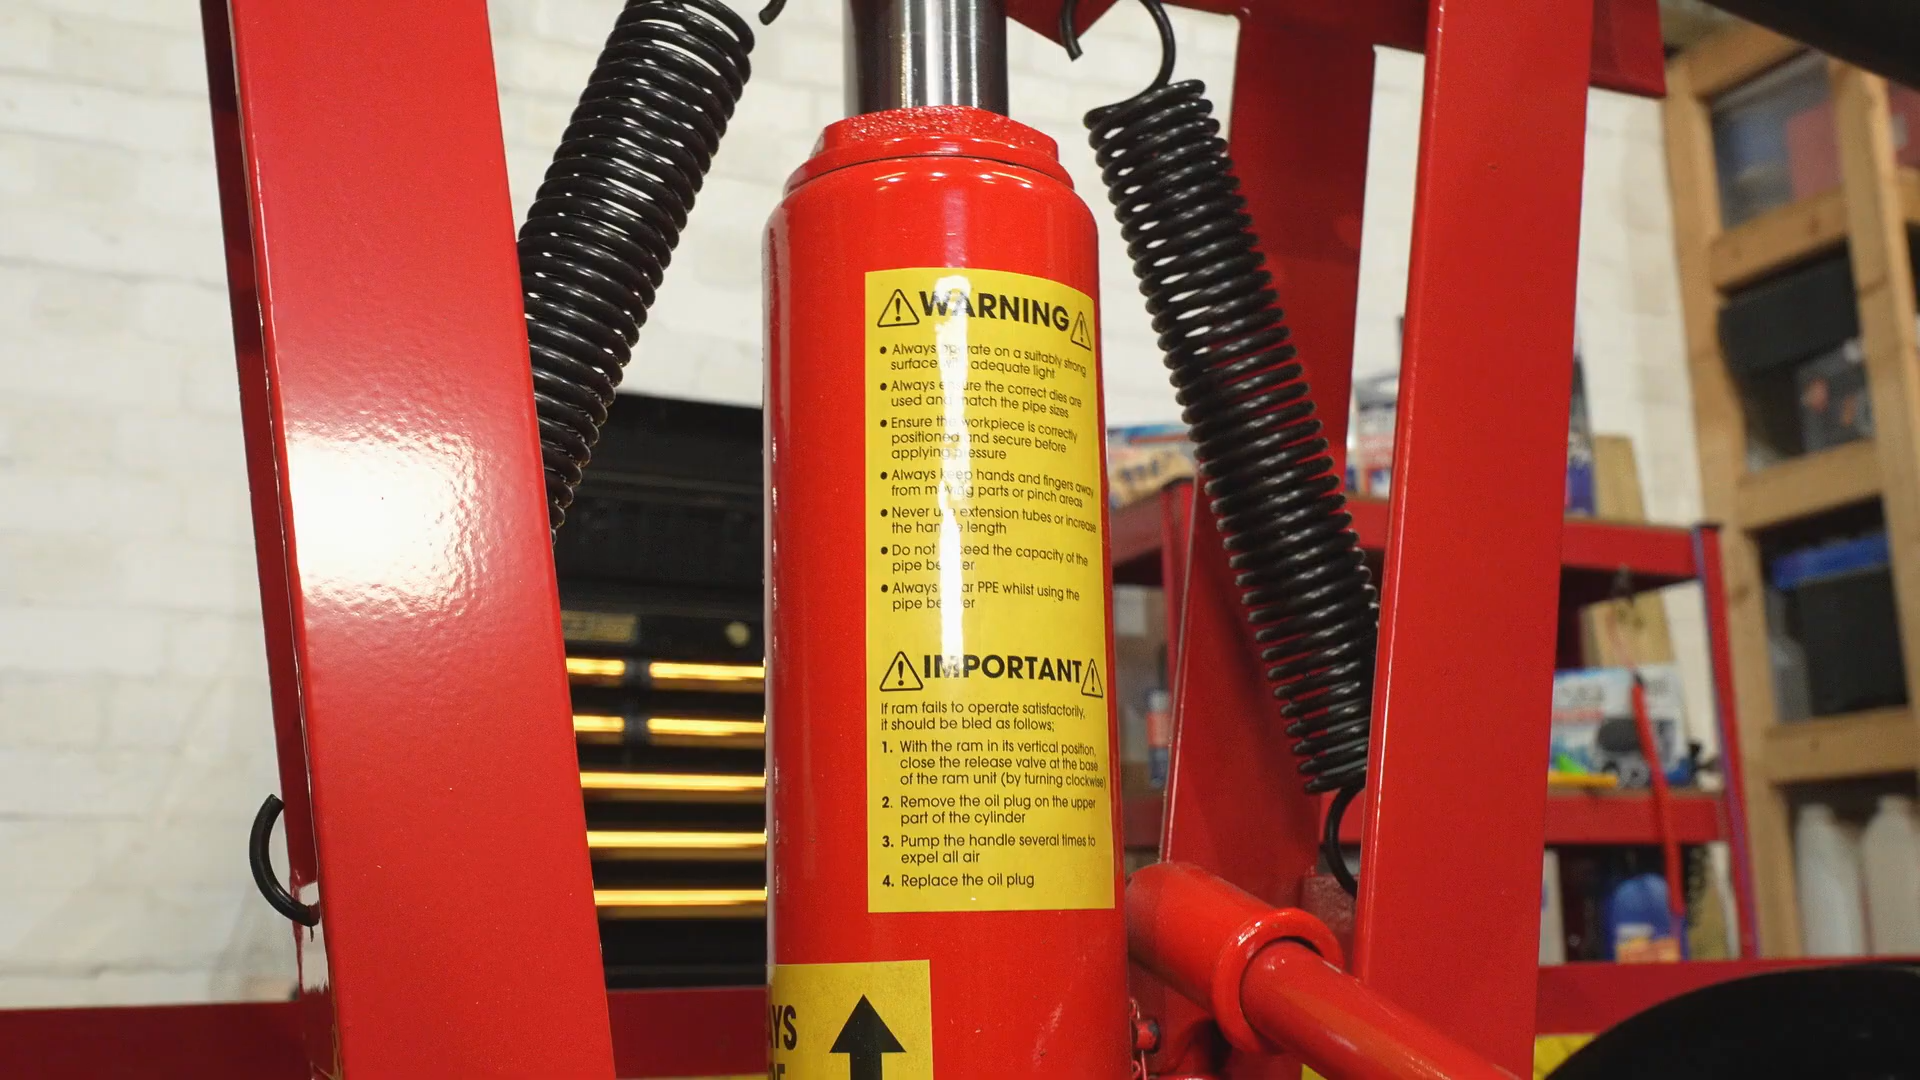 WARNING
• Always operate on a suitably strong
surface with adequate light
• Always ensure the correct dies are
used and match the pipe sizes
• Ensure the workpiece is correctly
positioned and secure before
applying pressure
• Always keep hands and fingers away
from moving parts or pinch areas
• Never use extension tubes or increase
the handle length
• Do not exceed the capacity of the
pipe bender
• Always wear PPE whilst using the
pipe bender
IMPORTANT
If ram fails to operate satisfactorily,
it should be bled as follows;
1. With the ram in its vertical position,
close the release valve at the base
of the ram unit (by turning clockwise)
2. Remove the oil plug on the upper
part of the cylinder
3. Pump the handle several times to
expel all air
4. Replace the oil plug
AYS